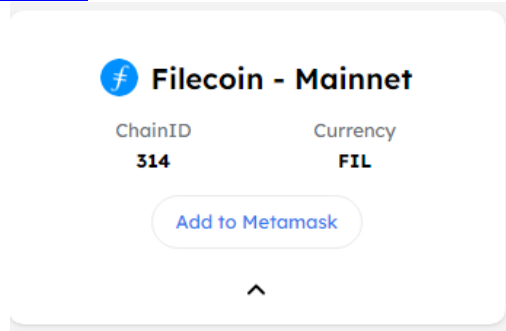 Filecoin - Mainnet
ChainID Currency
314 FIL
Add to Metamask